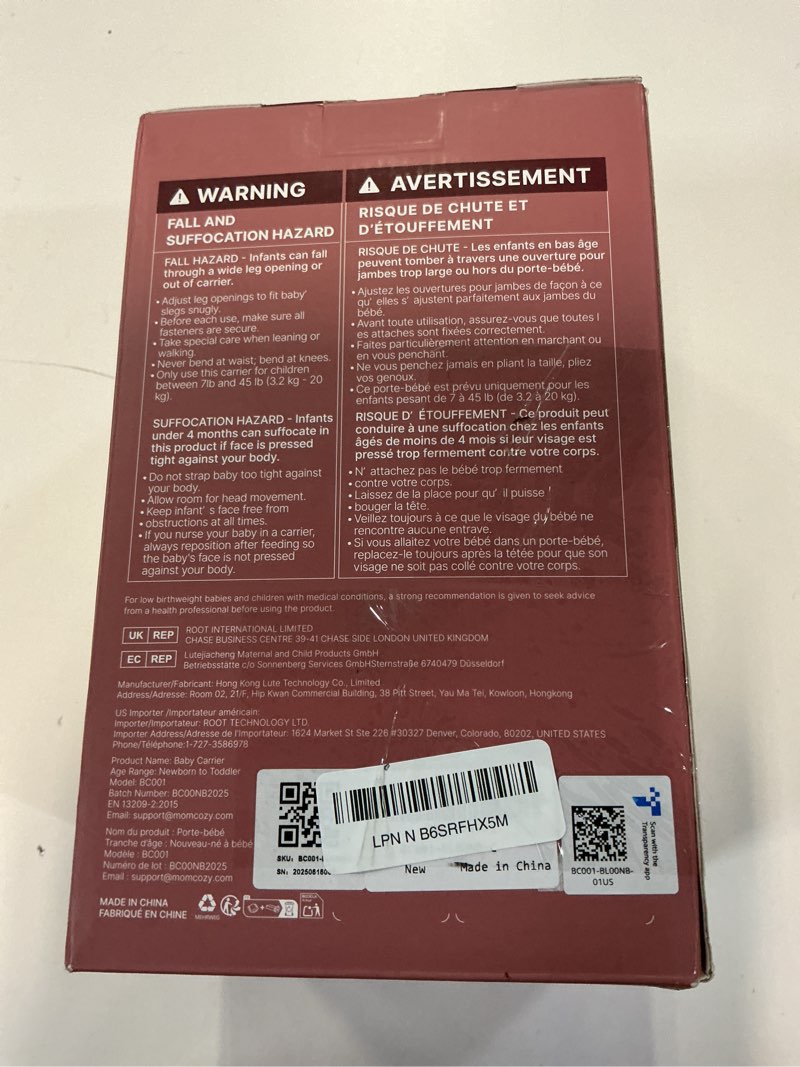 WARNING
FALL AND
SUFFOCATION HAZARD
FALL HAZARD - Infants can fall
through a wide leg opening or
out of carrier.
• Adjust leg openings to fit baby'
slegs snugly.
• Before each use, make sure all
fasteners are secure.
• Take special care when leaning or
walking.
• Never bend at waist; bend at knees.
• Only use this carrier for children
between 7lb and 45 lb (3.2 kg - 20
kg).
SUFFOCATION HAZARD - Infants
under 4 months can suffocate in
this product if face is pressed
tight against your body.
• Do not strap baby too tight against
your body.
• Allow room for head movement.
• Keep infant' s face free from
• obstructions at all times.
• If you nurse your baby in a carrier,
always reposition after feeding so
the baby's face is not pressed
against your body.
AVERTISSEMENT
RISQUE DE CHUTE ET
D'ÉTOUFFEMENT
RISQUE DE CHUTE - Les enfants en bas âge
peuvent tomber à travers une ouverture pour
jambes trop large ou hors du porte-bébé.
• Ajustez les ouvertures pour jambes de façon à ce
qu' elles s' ajustent parfaitement aux jambes du
bébé.
• Avant toute utilisation, assurez-vous que toutes l
es attaches sont fixées correctement.
• Faites particulièrement attention en marchant ou
en vous penchant.
• Ne vous penchez jamais en pliant la taille, pliez
vos genoux.
• Ce porte-bébé est prévu uniquement pour les
enfants pesant de 7 à 45 lb (de 3.2 à 20 kg).
RISQUE D' ÉTOUFFEMENT - Ce produit peut
conduire à une suffocation chez les enfants
âgés de moins de 4 mois si leur visage est
pressé trop fermement contre votre corps.
• N' attachez pas le bébé trop fermement
• contre votre corps.
• Laissez de la place pour qu' il puisse !
• bouger la tête.
• Veillez toujours à ce que le visage du bébé ne
rencontre aucune entrave.
• Si vous allaitez votre bébé dans un porte-bébé,
replacez-le toujours après la tétée pour que son
visage ne soit pas collé contre votre corps.
For low birthweight babies and children with medical conditions, a strong recommendation is given to seek advice
from a health professional before using the product.
UK REP
ROOT INTERNATIONAL LIMITED
CHASE BUSINESS CENTRE 39-41 CHASE SIDE LONDON UNITED KINGDOM
EC REP
Lutejiacheng Maternal and Child Products GmbH
Betriebsstätte c/o Sonnenberg Services GmbHSternstraße 6740479 Düsseldorf
Manufacturer/Fabricant: Hong Kong Lute Technology Co., Limited
Address/Adresse: Room 02, 21/F, Hip Kwan Commercial Building, 38 Pitt Street, Yau Ma Tei, Kowloon, Hongkong
US Importer /Importateur américain:
Importer/Importateur: ROOT TECHNOLOGY LTD.
Importer Address/Adresse de l'Importateur: 1624 Market St Ste 226 #30327 Denver, Colorado, 80202, UNITED STATES
Phone/Téléphone:1-727-3586978
Product Name: Baby Carrier
Age Range: Newborn to Toddler
Model: BC001
Batch Number: BC00NB2025
EN 13209-2:2015
Email: support@momcozy.com
Nom du produit : Porte-bébé
Tranche d'âge : Nouveau-né à bébé
Modèle : BC001
Numéro de lot : BC00NB2025
Email : support@momcozy.com
MADE IN CHINA
FABRIQUÉ EN CHINE
SKU: BC001-
SN: 202506180
LPN N B6SRFHX5M
New
Made in China
BC001-BL00NB-
01US
Scan with the
Transparency app